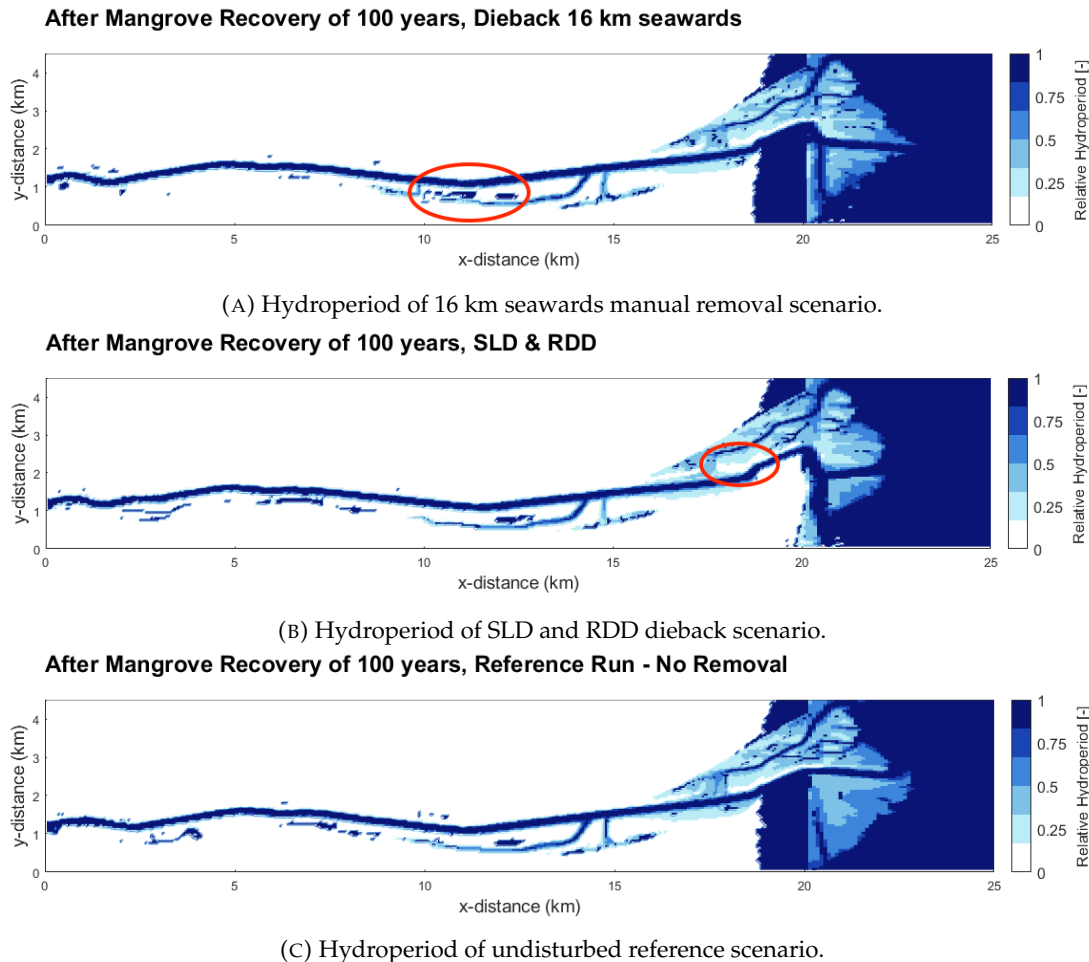 After Mangrove Recovery of 100 years, Dieback 16 km seawards
y-distance (km)
4
3
2
1
0
0 5 10 15 20 25
x-distance (km)
1
0.75
0.5
0.25
0
Relative Hydroperiod [-]
(A) Hydroperiod of 16 km seawards manual removal scenario.
After Mangrove Recovery of 100 years, SLD & RDD
y-distance (km)
4
3
2
1
0
0 5 10 15 20 25
x-distance (km)
1
0.75
0.5
0.25
0
Relative Hydroperiod [-]
(B) Hydroperiod of SLD and RDD dieback scenario.
After Mangrove Recovery of 100 years, Reference Run - No Removal
y-distance (km)
4
3
2
1
0
0 5 10 15 20 25
x-distance (km)
1
0.75
0.5
0.25
0
Relative Hydroperiod [-]
(C) Hydroperiod of undisturbed reference scenario.